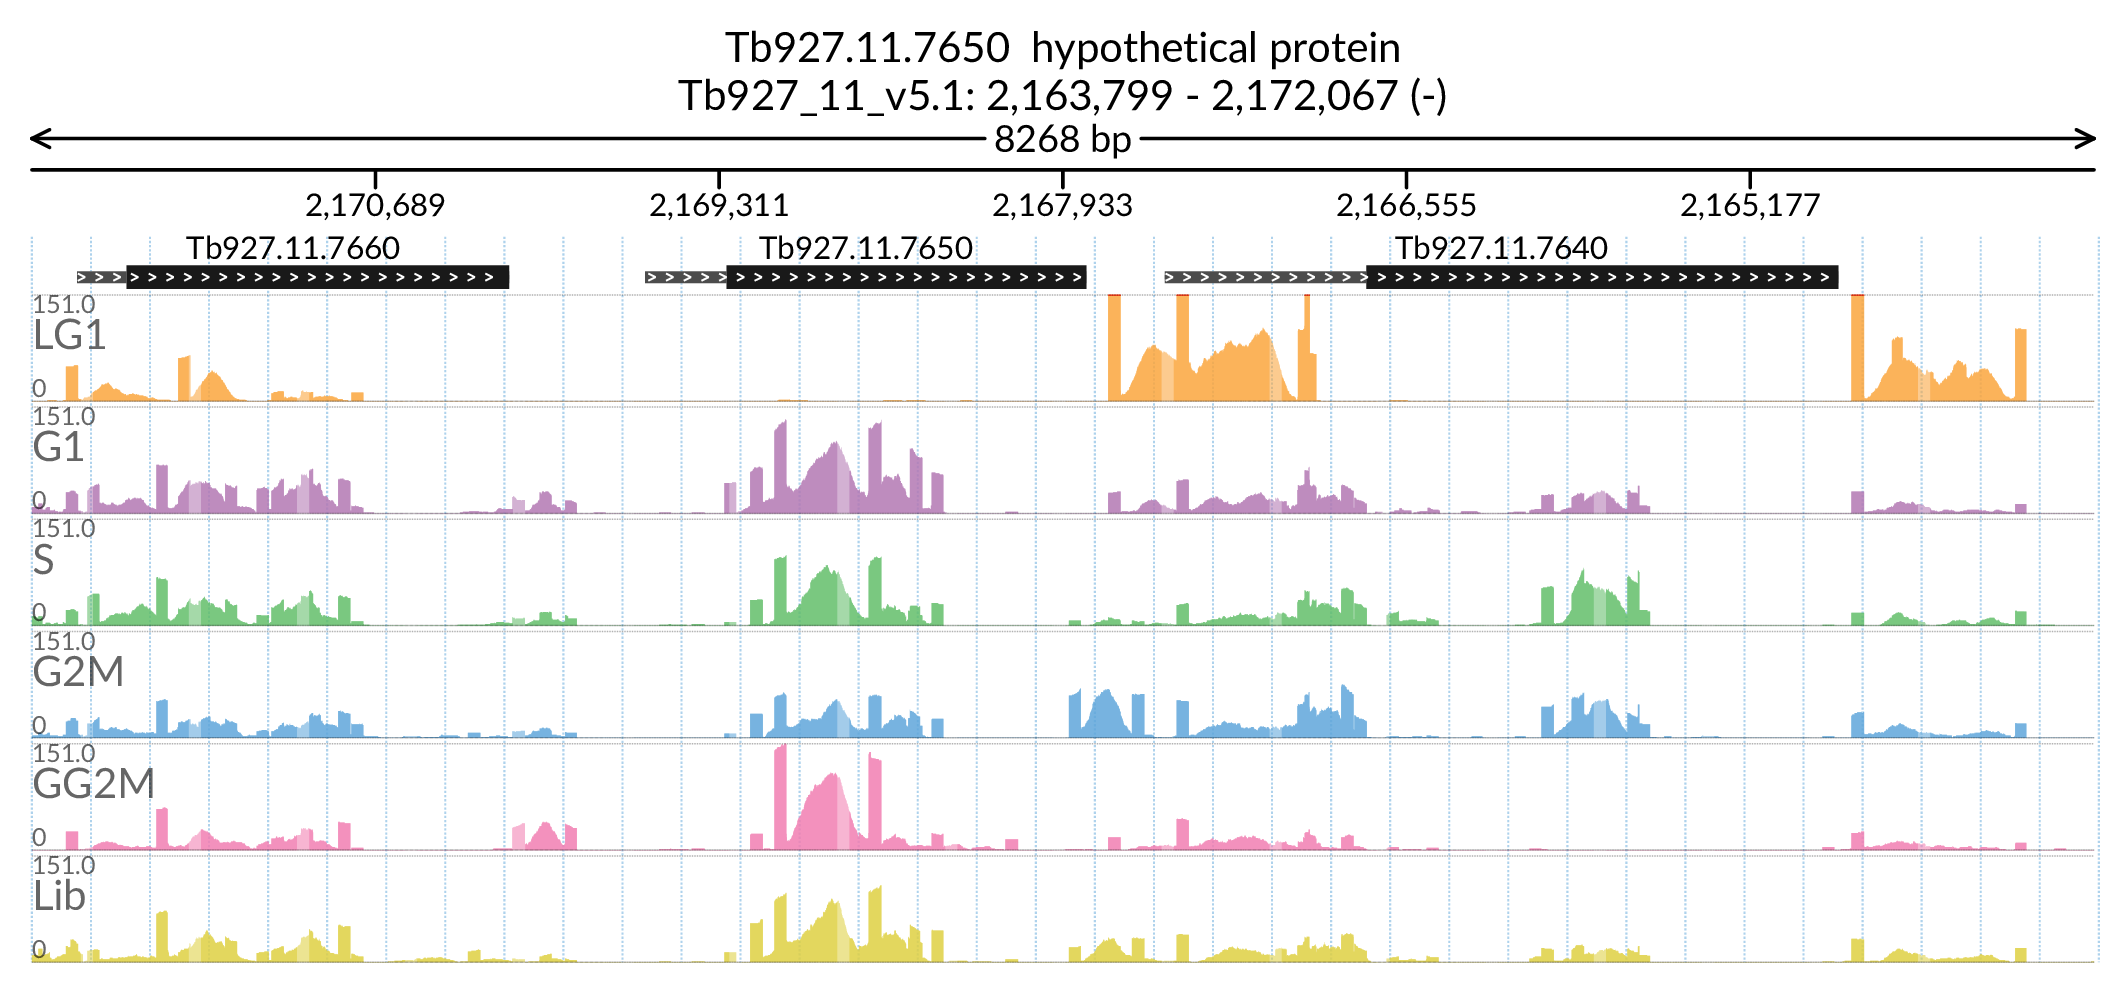 Tb927.11.7650 hypothetical protein
Tb927_11_v5.1: 2,163,799 - 2,172,067 (-)
8268 bp
2,170,689 2,169,311 2,167,933 2,166,555 2,165,177
Tb927.11.7660 Tb927.11.7650 Tb927.11.7640
151.0
LG1
0
151.0
G1
0
151.0
S
0
151.0
G2M
0
151.0
GG2M
0
151.0
Lib
0